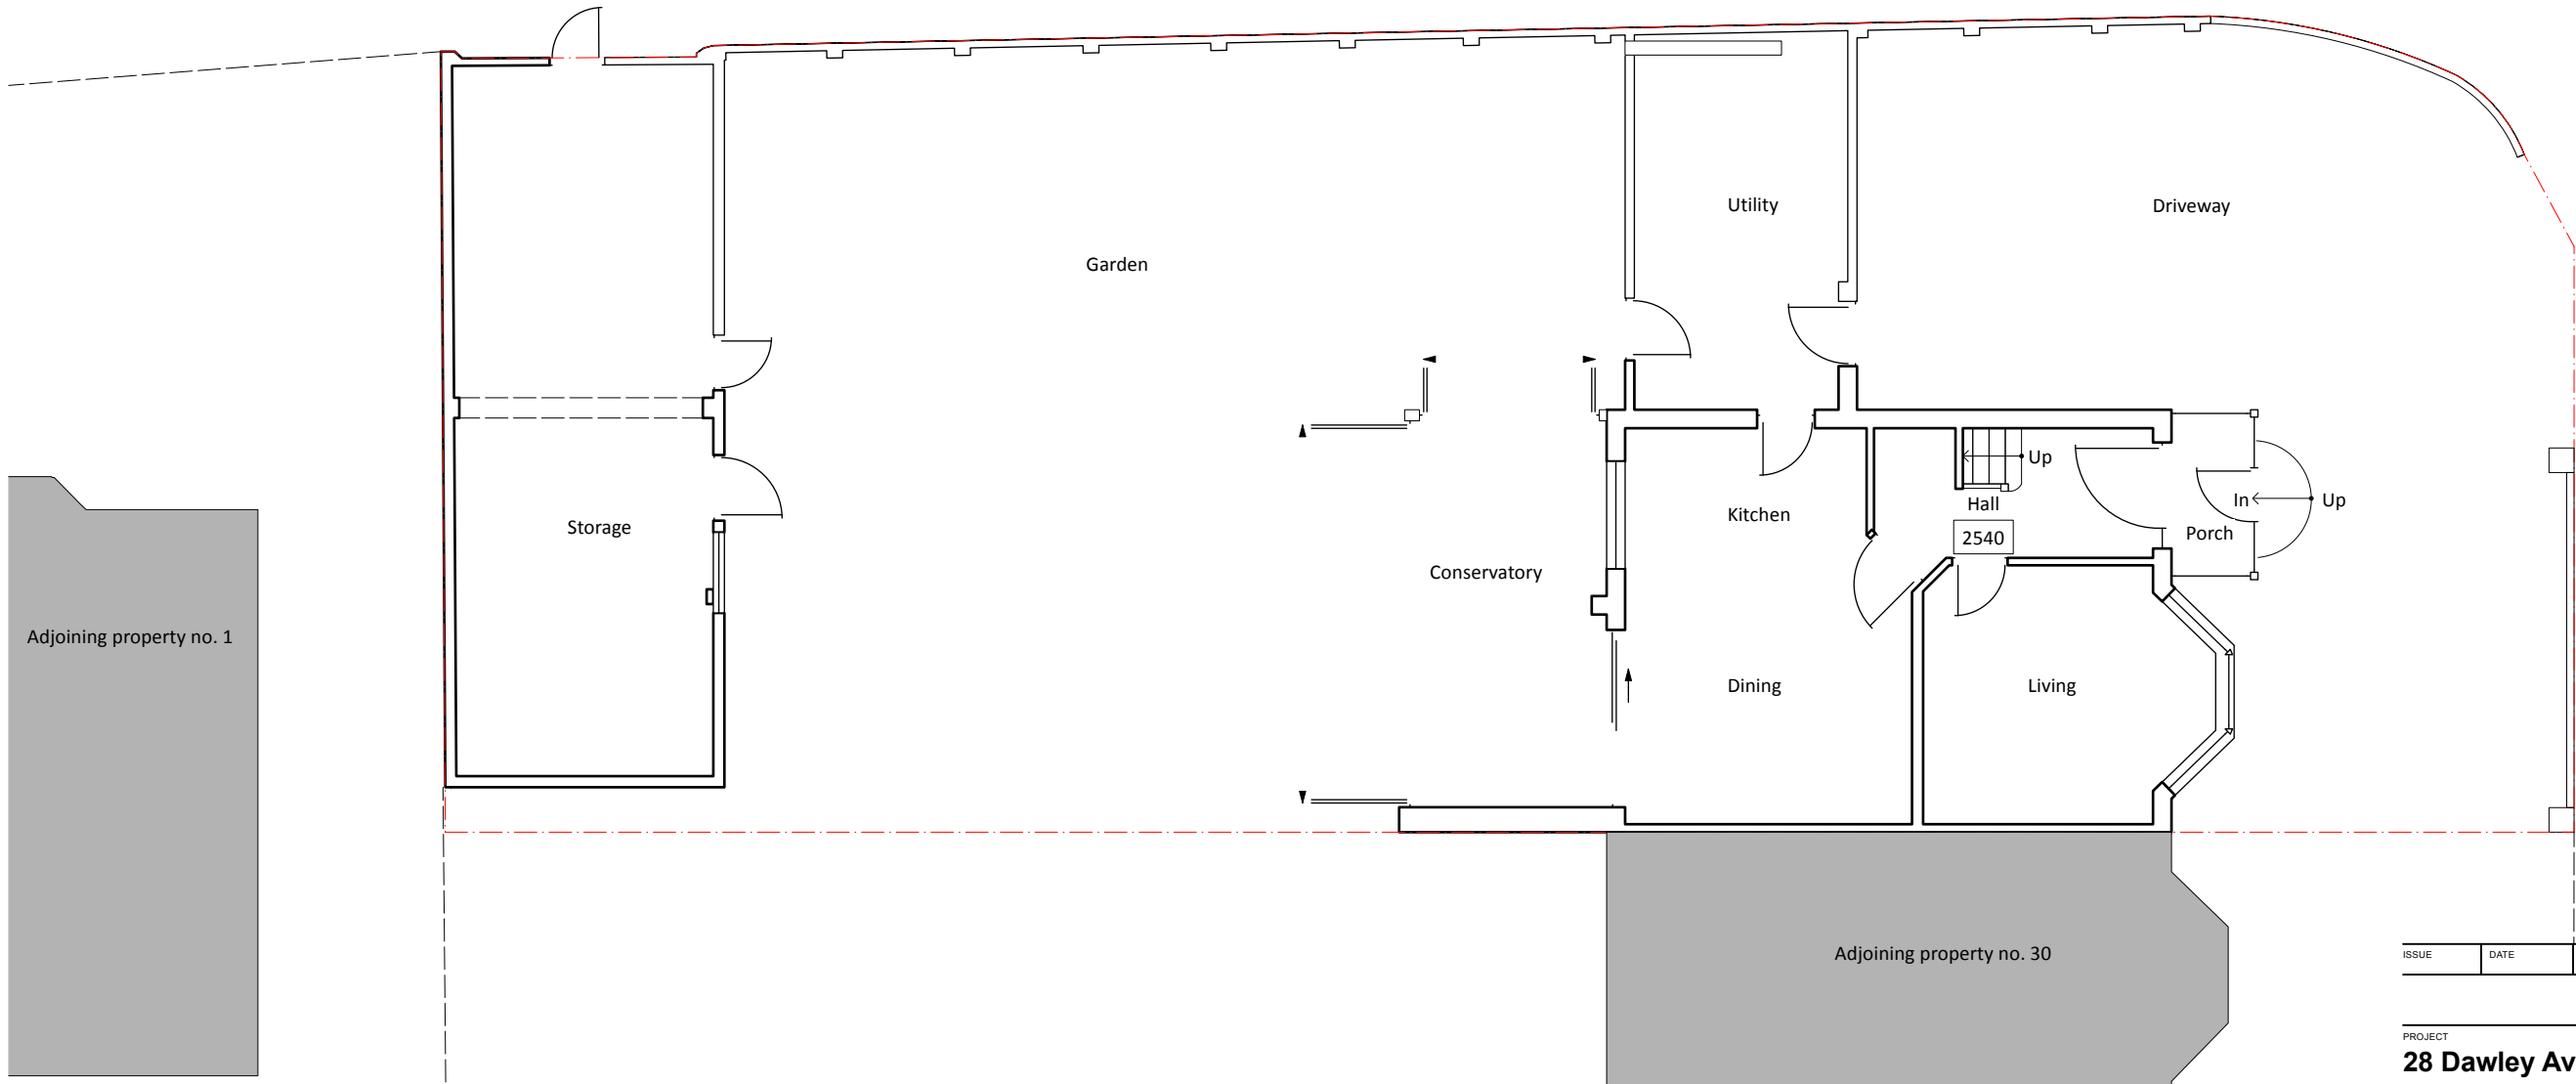 Utility
Driveway
Garden
Up
Kitchen
Hall
In
Up
Storage
2540
Porch
Conservatory
Adjoining property no. 1
Dining
Living
Adjoining property no. 30
ISSUE
DATE
PROJECT
28 Dawley Av